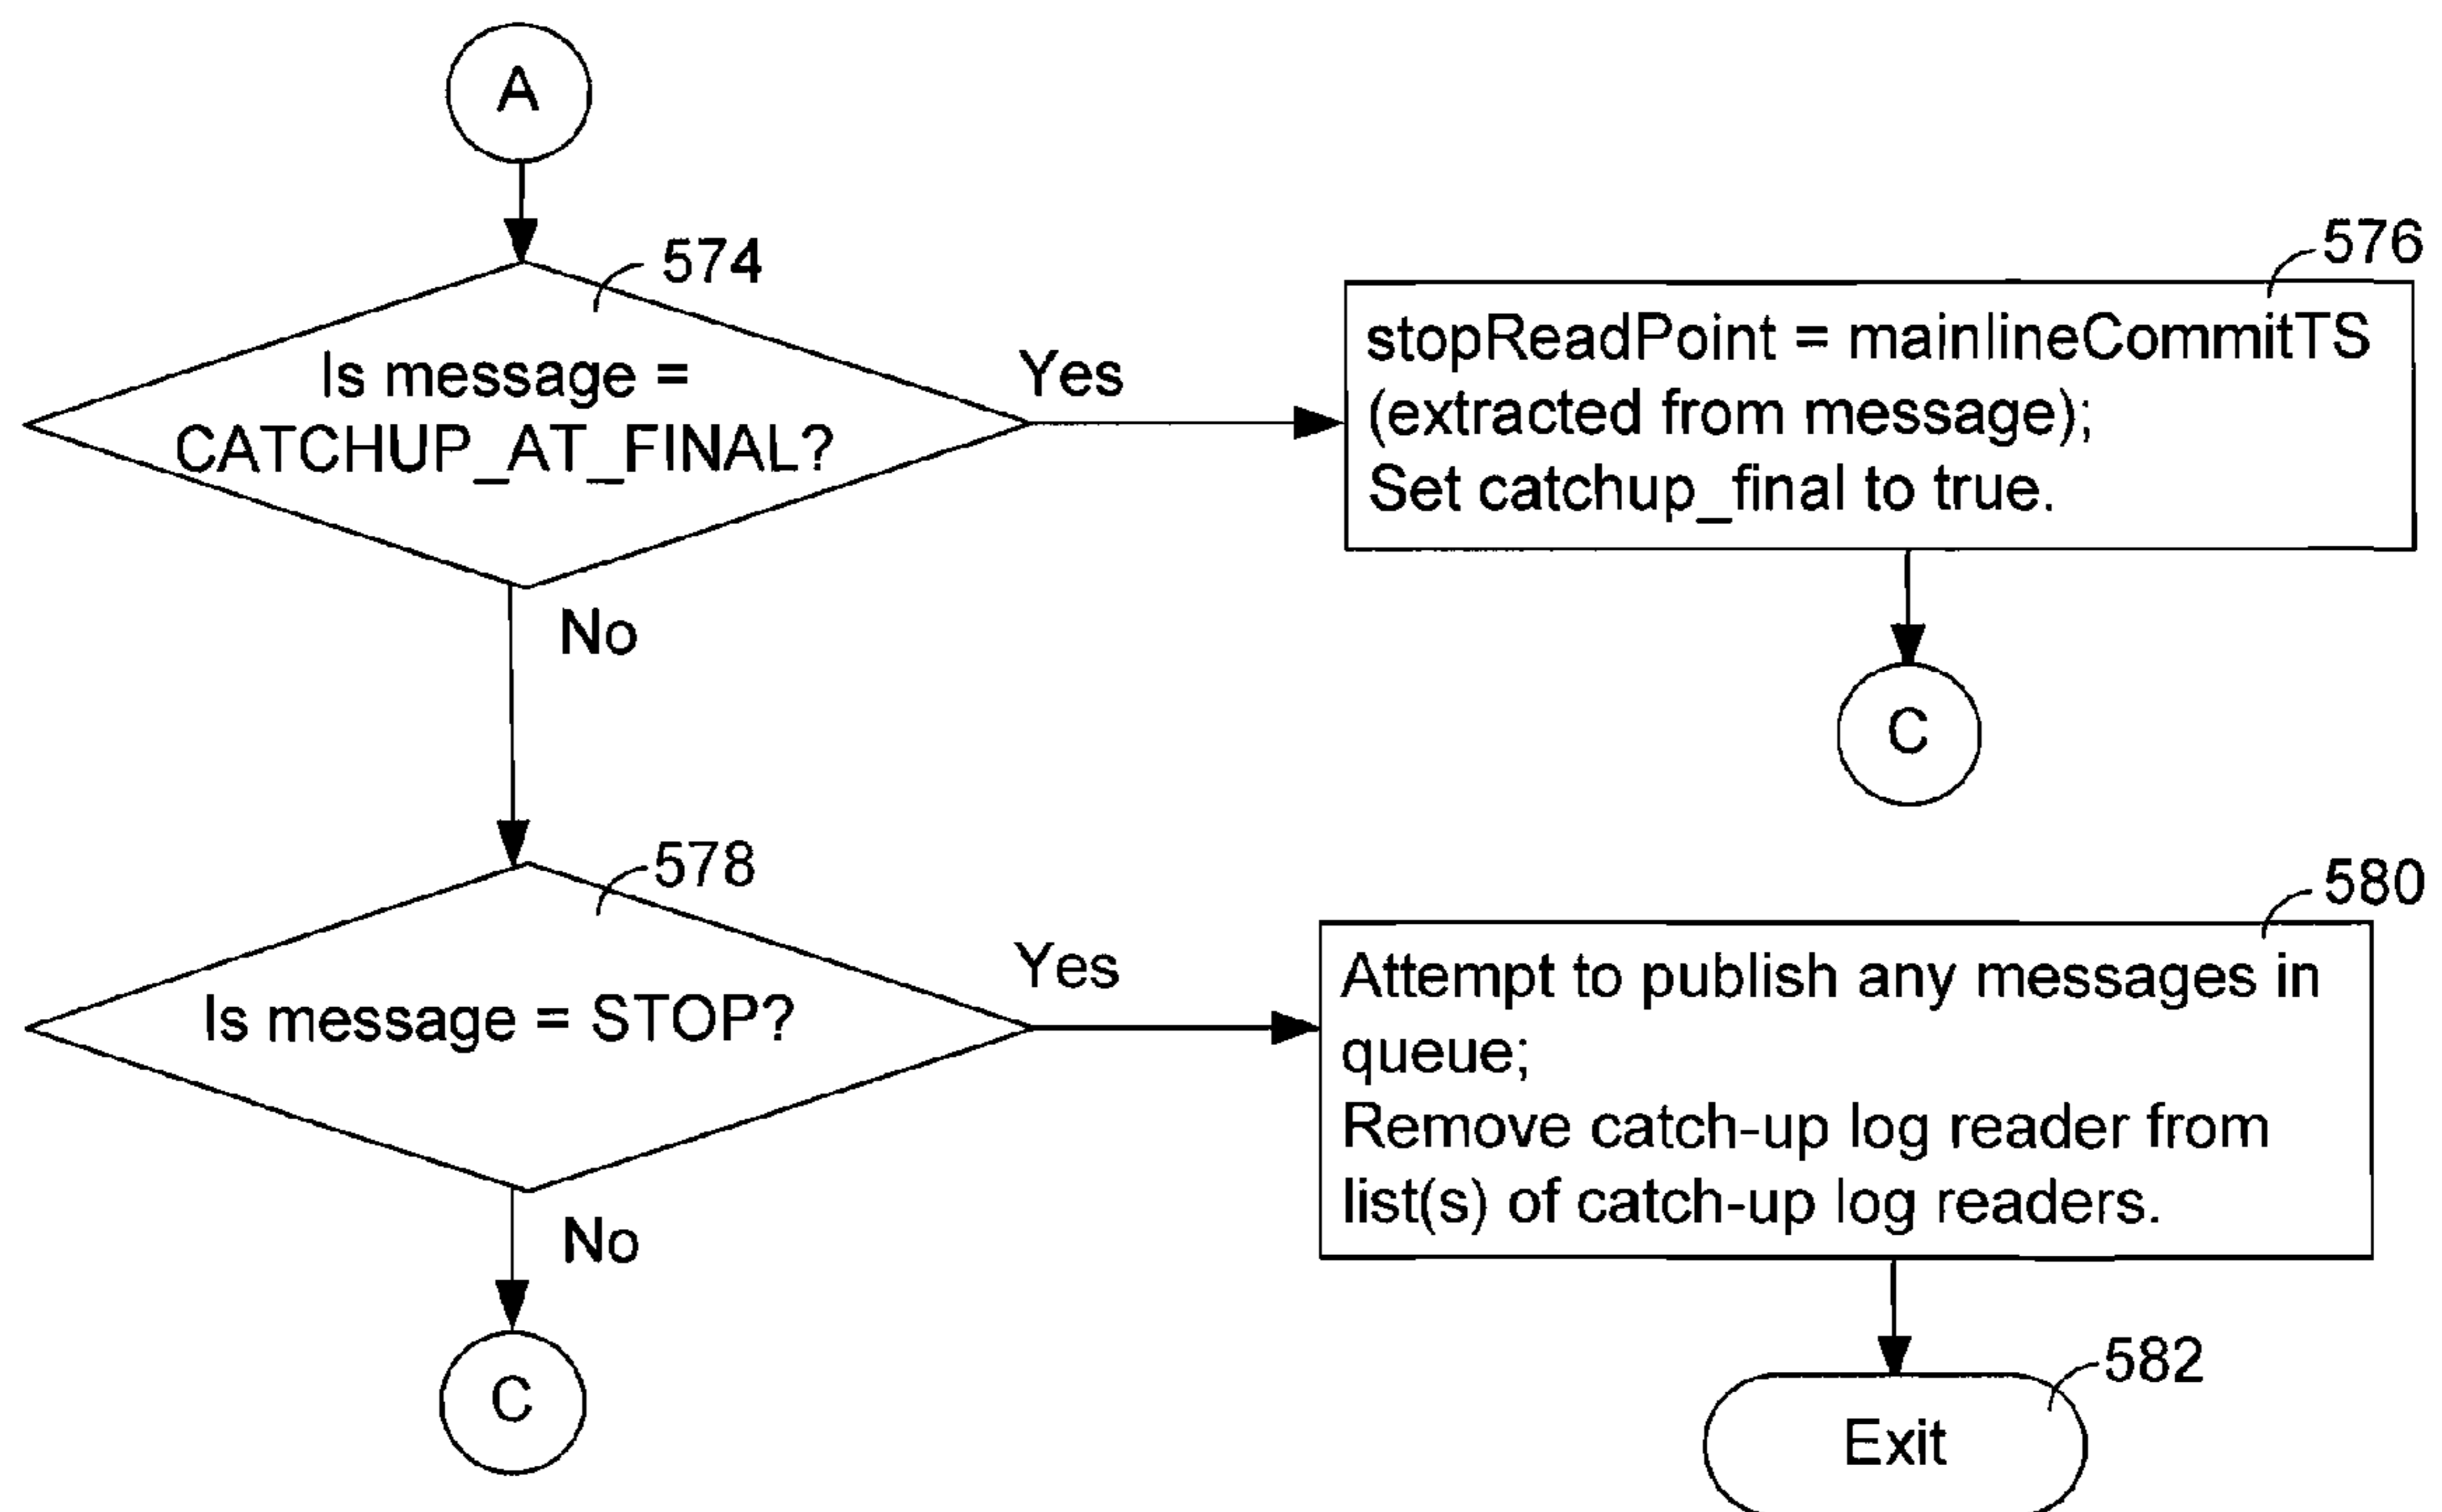 A
574
Is message =
CATCHUP_AT_FINAL?
Yes
576
stopReadPoint = mainlineCommitTS
(extracted from message);
Set catchup_final to true.
C
No
578
Is message = STOP?
Yes
580
Attempt to publish any messages in
queue;
Remove catch-up log reader from
list(s) of catch-up log readers.
No
C
582
Exit